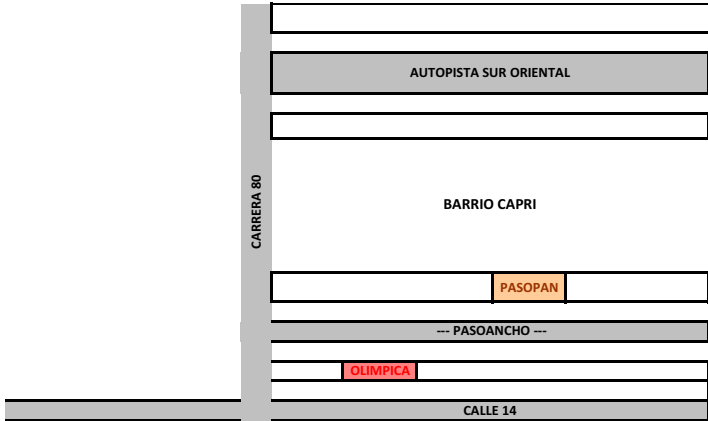 AUTOPISTA SUR ORIENTAL
CARRERA 80
BARRIO CAPRI
PASOPAN
--- PASOANCHO ---
OLIMPICA
CALLE 14